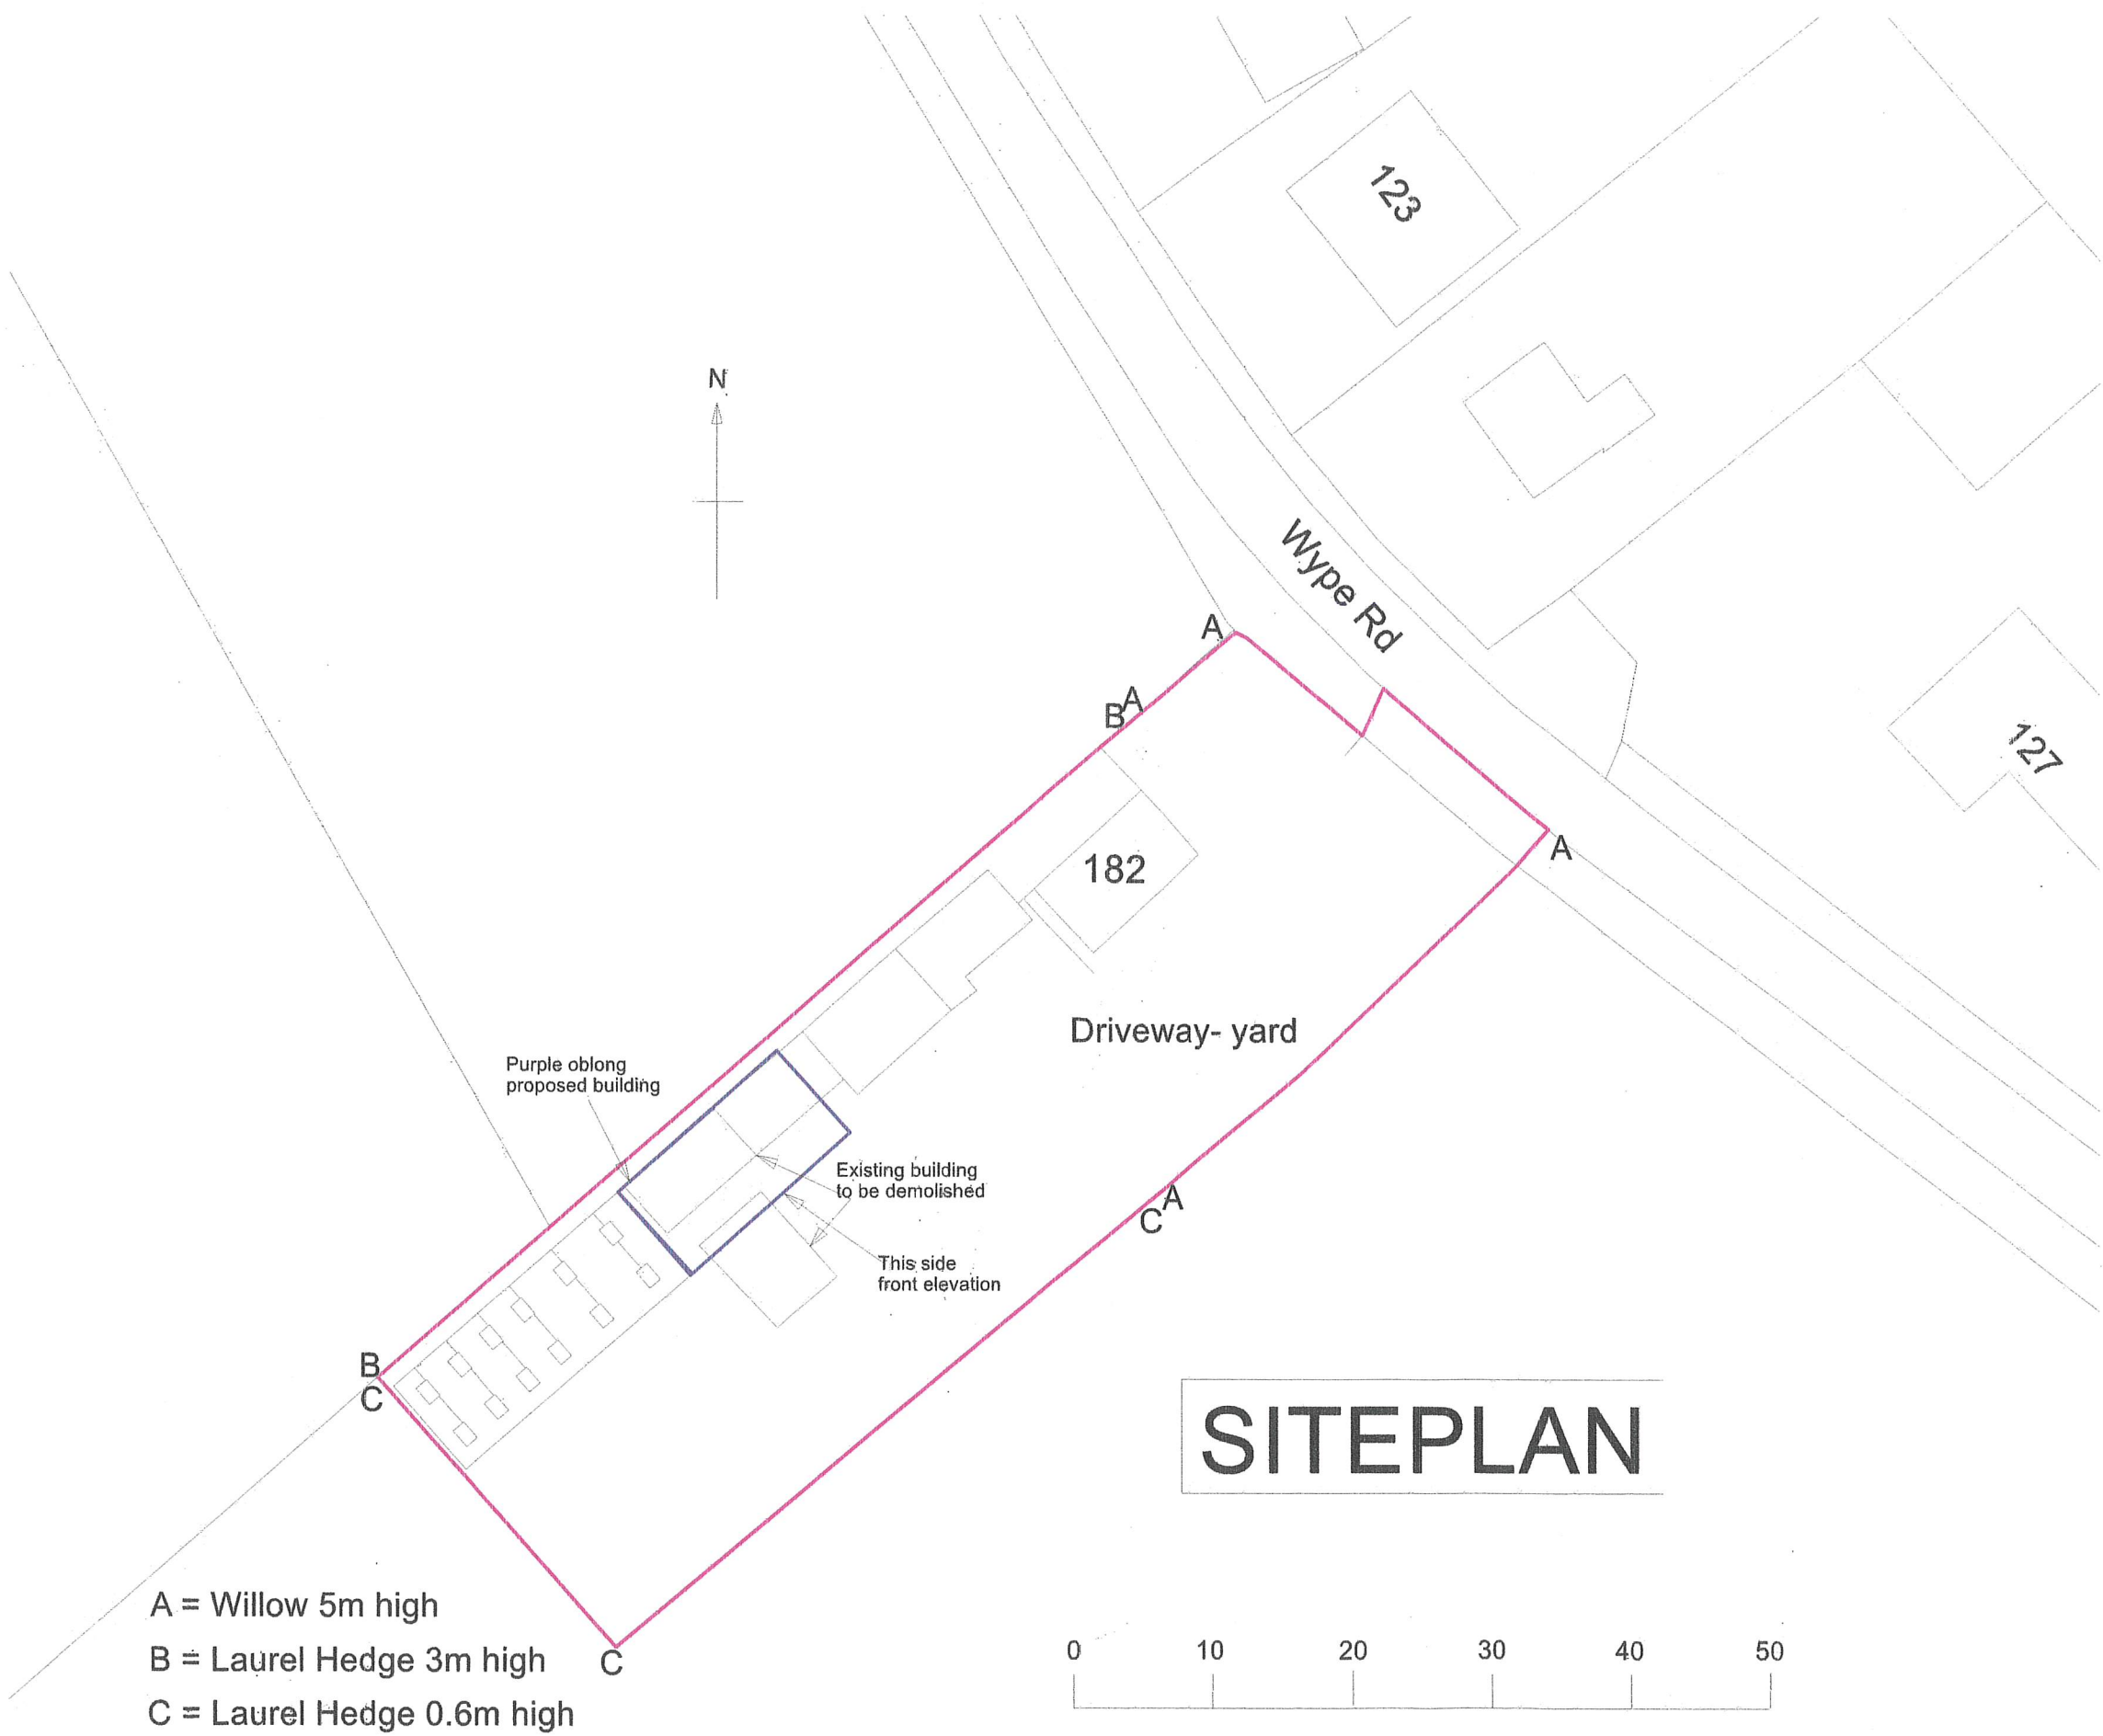 123
N
Wype Rd
A
A
B
127
A
182
Driveway- yard
Purple oblong
proposed building
Existing building
to be demolished
A
C
This side
front elevation
B
C
SITEPLAN
A = Willow 5m high
B = Laurel Hedge 3m high
C = Laurel Hedge 0.6m high
C
0 10 20 30 40 50